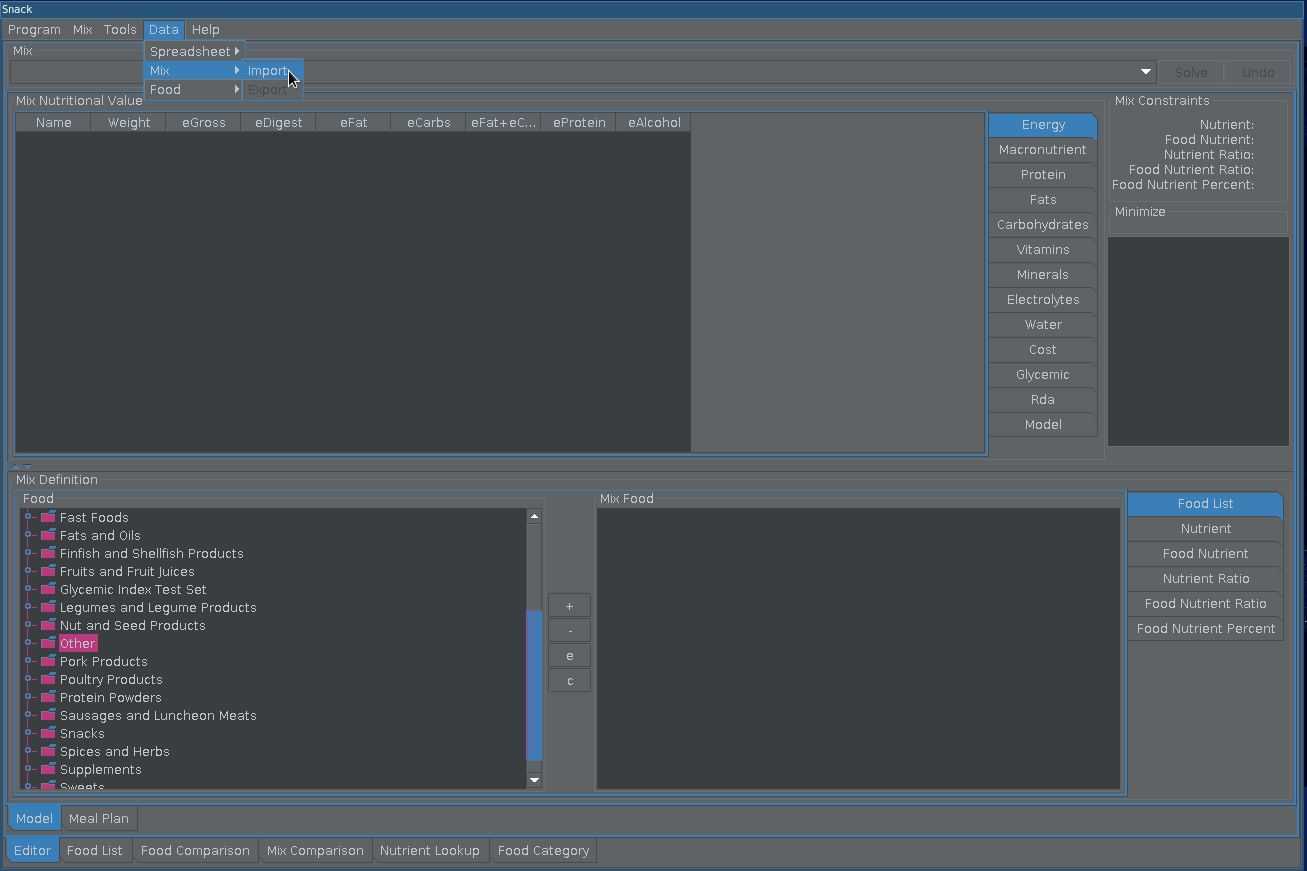 Snack
Program Mix Tools Data Help
Mix
Spreadsheet
Mix
Food
Import
Export
Solve Undo
Mix Nutritional Value
Name Weight eGross eDigest eFat eCarbs eFat+eC... eProtein eAlcohol
Energy
Macronutrient
Protein
Fats
Carbohydrates
Vitamins
Minerals
Electrolytes
Water
Cost
Glycemic
Rda
Model
Mix Constraints
Nutrient:
Food Nutrient:
Nutrient Ratio:
Food Nutrient Ratio:
Food Nutrient Percent:
Minimize
Mix Definition
Food
Fast Foods
Fats and Oils
Finfish and Shellfish Products
Fruits and Fruit Juices
Glycemic Index Test Set
Legumes and Legume Products
Nut and Seed Products
Other
Pork Products
Poultry Products
Protein Powders
Sausages and Luncheon Meats
Snacks
Spices and Herbs
Supplements
Sweets
+
-
e
c
Mix Food
Food List
Nutrient
Food Nutrient
Nutrient Ratio
Food Nutrient Ratio
Food Nutrient Percent
Model Meal Plan
Editor Food List Food Comparison Mix Comparison Nutrient Lookup Food Category